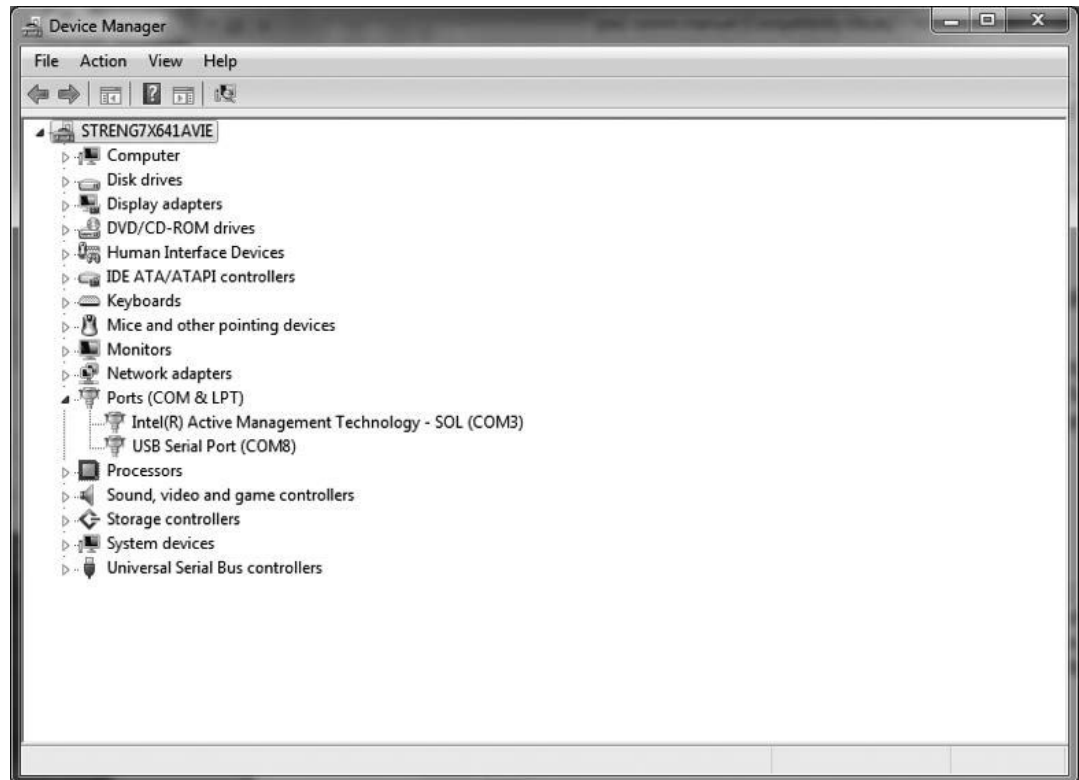 Device Manager
File Action View Help
STRENG7X641AVIE
Computer
Disk drives
Display adapters
DVD/CD-ROM drives
Human Interface Devices
IDE ATA/ATAPI controllers
Keyboards
Mice and other pointing devices
Monitors
Network adapters
Ports (COM & LPT)
Intel(R) Active Management Technology - SOL (COM3)
USB Serial Port (COM8)
Processors
Sound, video and game controllers
Storage controllers
System devices
Universal Serial Bus controllers